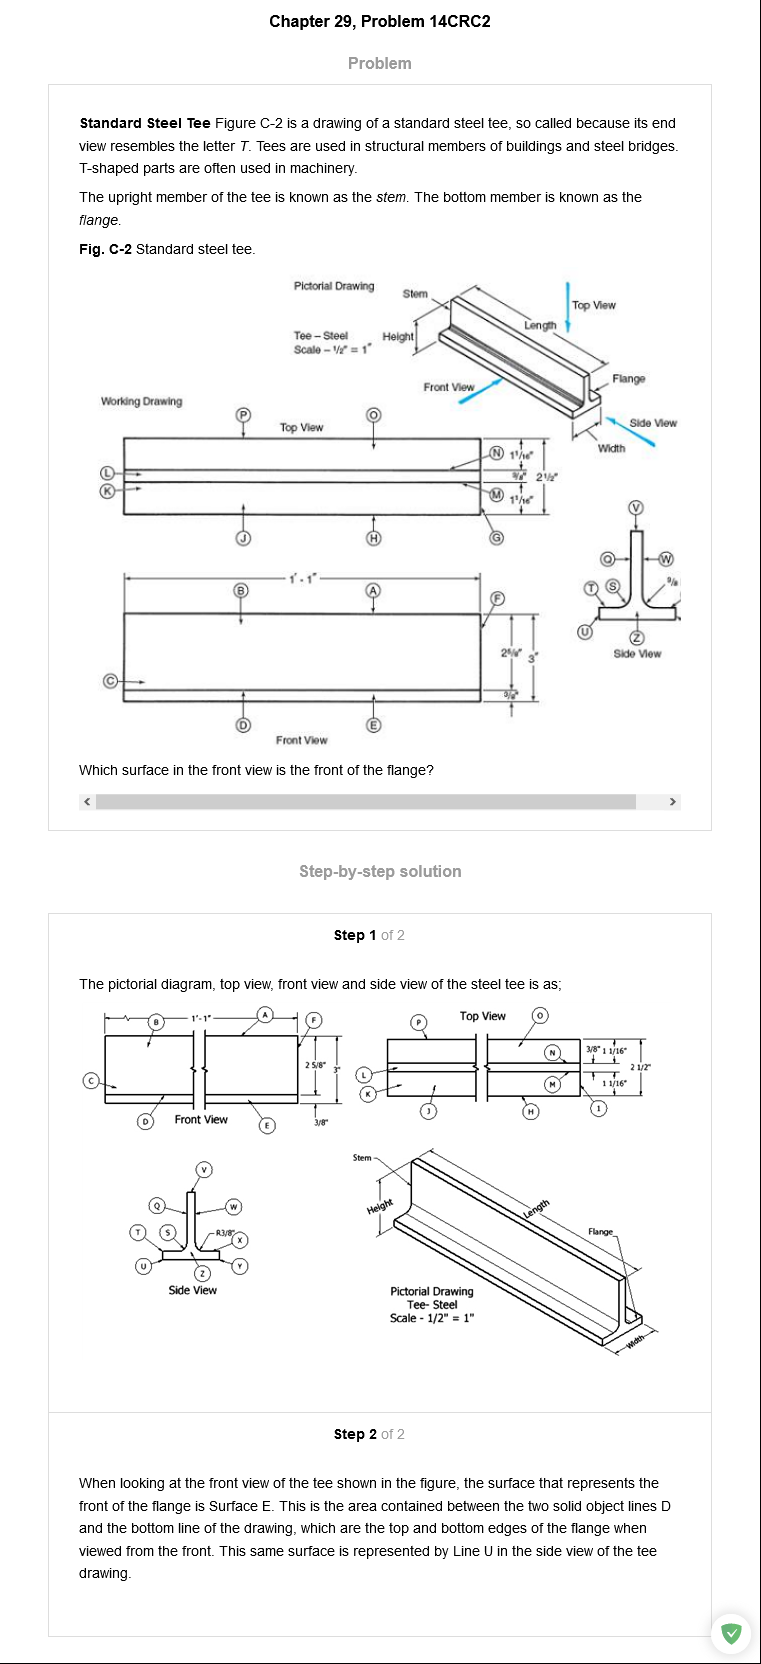 Chapter 29, Problem 14CRC2
Problem
Standard Steel Tee Figure C-2 is a drawing of a standard steel tee, so called because its end
view resembles the letter T. Tees are used in structural members of buildings and steel bridges.
T-shaped parts are often used in machinery.
The upright member of the tee is known as the stem. The bottom member is known as the
flange.
Fig. C-2 Standard steel tee.
Pictorial Drawing
Stem
Top View
Length
Tee – Steel
Height
Scale – 1/2" = 1"
Flange
Front View
Working Drawing
Side View
Width
P
O
Top View
N
1 1/16"
L
3/8"
2 1/2"
K
M
1 1/16"
V
J
H
G
Q
W
1' - 1"
T
S
3/8
B
A
F
U
Z
2 5/8"
3"
Side View
C
3/8"
D
E
Front View
Which surface in the front view is the front of the flange?
Step-by-step solution
Step 1 of 2
The pictorial diagram, top view, front view and side view of the steel tee is as;
B
1'- 1"
A
F
P
Top View
O
N
3/8"
1 1/16"
2 5/8"
3"
2 1/2"
C
L
K
M
1 1/16"
D
Front View
E
3/8"
J
H
I
Stem
V
Q
W
Height
Length
T
S
R3/8"
X
Flange
U
Z
Y
Side View
Pictorial Drawing
Tee- Steel
Scale - 1/2" = 1"
Width
Step 2 of 2
When looking at the front view of the tee shown in the figure, the surface that represents the
front of the flange is Surface E. This is the area contained between the two solid object lines D
and the bottom line of the drawing, which are the top and bottom edges of the flange when
viewed from the front. This same surface is represented by Line U in the side view of the tee
drawing.